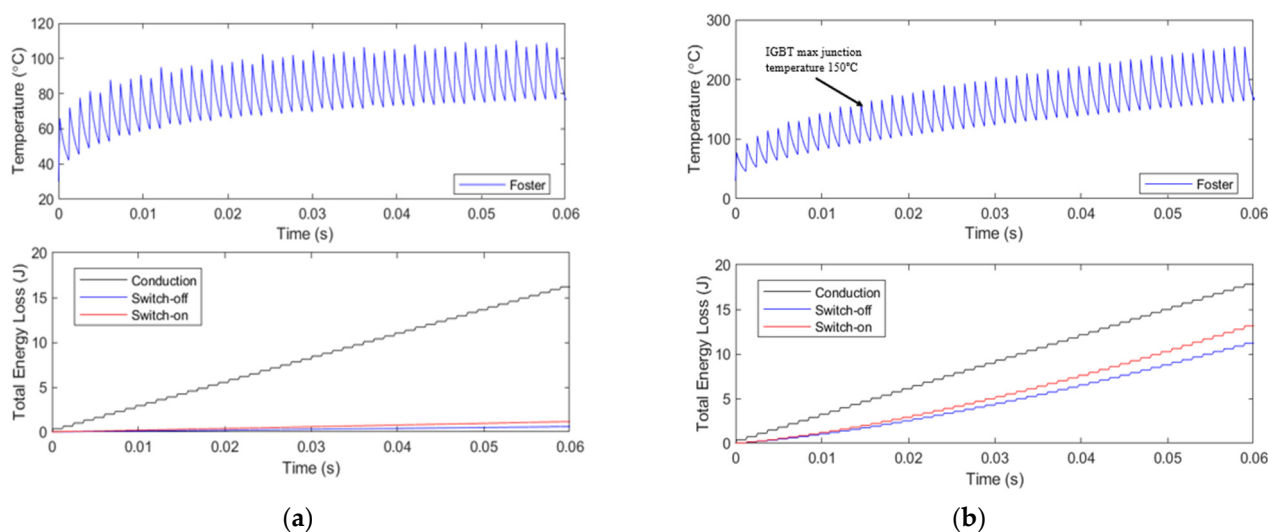 120
100
80
60
40
20
Temperature (°C)
Foster
0 0.01 0.02 0.03 0.04 0.05 0.06
Time (s)
20
15
10
5
0
Total Energy Loss (J)
Conduction
Switch-off
Switch-on
0 0.01 0.02 0.03 0.04 0.05 0.06
Time (s)
(a)
300
200
100
0
Temperature (°C)
IGBT max junction
temperature 150°C
Foster
0 0.01 0.02 0.03 0.04 0.05 0.06
Time (s)
20
15
10
5
0
Total Energy Loss (J)
Conduction
Switch-off
Switch-on
0 0.01 0.02 0.03 0.04 0.05 0.06
Time (s)
(b)